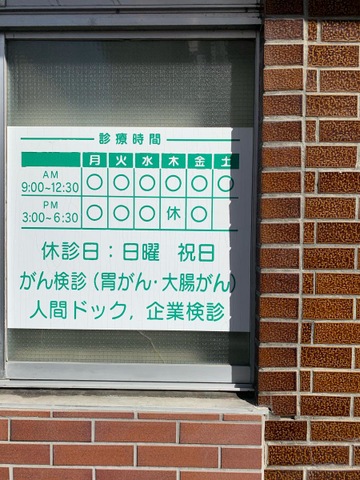 診療時間
月 火 水 木 金 土
AM
9:00~12:30 ○ ○ ○ ○ ○ ○
PM
3:00~6:30 ○ ○ ○ 休 ○
休診日：日曜 祝日
がん検診（胃がん・大腸がん）
人間ドック，企業検診